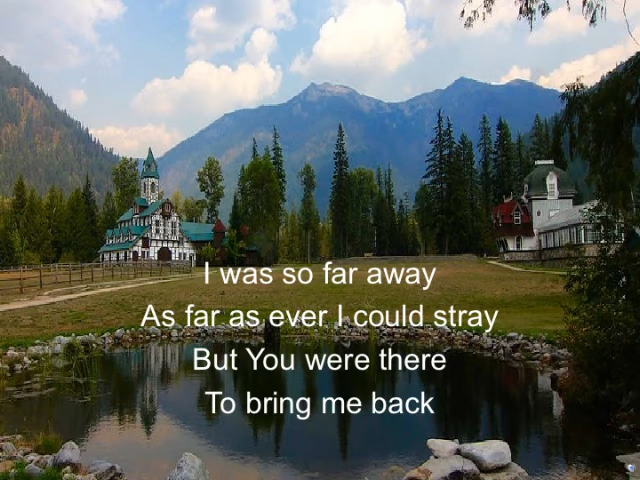 I was so far away
As far as ever I could stray
But You were there
To bring me back